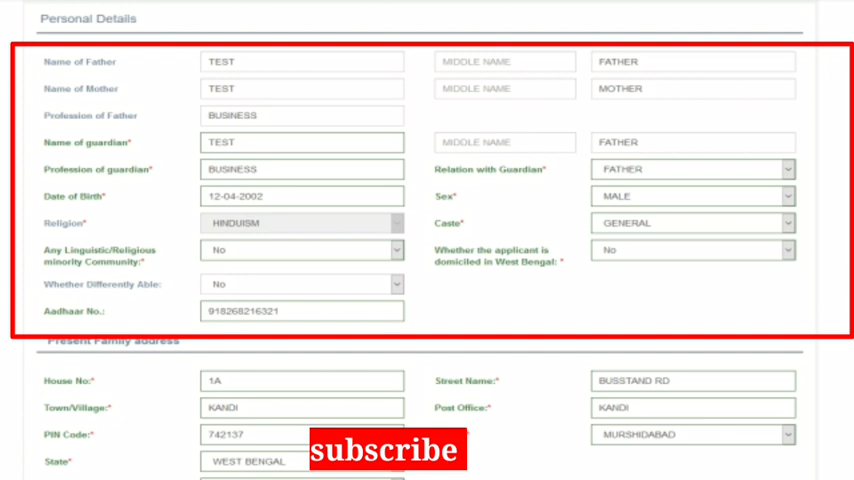 Personal Details
Name of Father TEST MIDDLE NAME FATHER
Name of Mother TEST MIDDLE NAME MOTHER
Profession of Father BUSINESS
Name of guardian* TEST MIDDLE NAME FATHER
Profession of guardian* BUSINESS Relation with Guardian* FATHER
Date of Birth* 12-04-2002 Sex* MALE
Religion* HINDUISM Caste* GENERAL
Any Linguistic/Religious No Whether the applicant is No
minority Community:* domiciled in West Bengal: *
Whether Differently Able: No
Aadhaar No.: 918268216321
Present Family address
House No:* 1A Street Name:* BUSSTAND RD
Town/Village:* KANDI Post Office:* KANDI
PIN Code:* 742137 * MURSHIDABAD
subscribe
State* WEST BENGAL